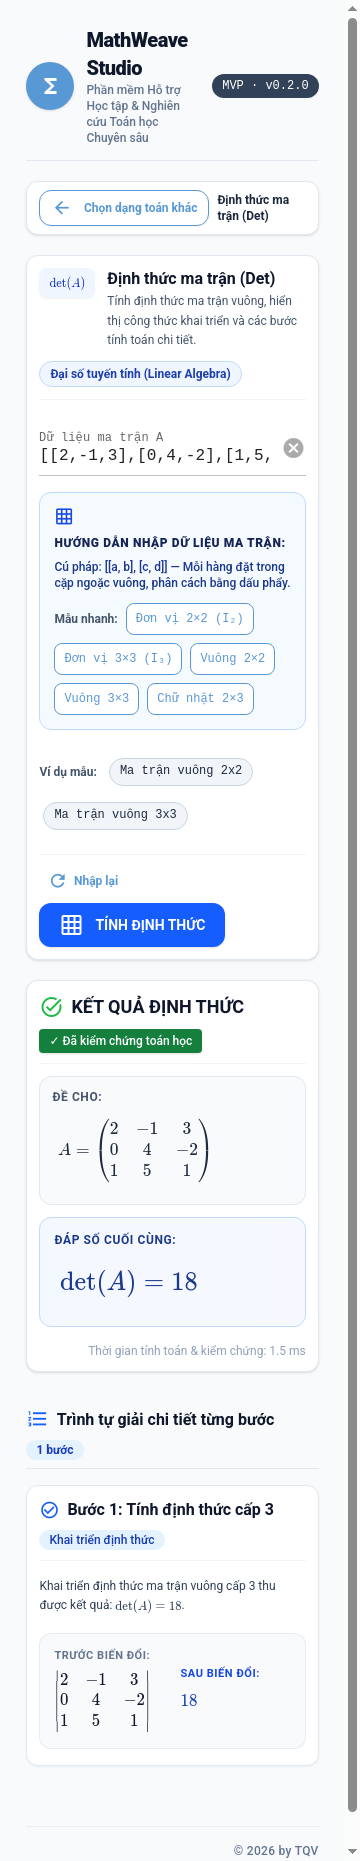 MathWeave
Studio
Σ
Phần mềm Hỗ trợ
Học tập & Nghiên
cứu Toán học
Chuyên sâu
MVP · v0.2.0
Chọn dạng toán khác
Định thức ma
trận (Det)
det(A)
Định thức ma trận (Det)
Tính định thức ma trận vuông, hiển
thị công thức khai triển và các bước
tính toán chi tiết.
Đại số tuyến tính (Linear Algebra)
Dữ liệu ma trận A
[[2,-1,3],[0,4,-2],[1,5,
HƯỚNG DẪN NHẬP DỮ LIỆU MA TRẬN:
Cú pháp: [[a, b], [c, d]] — Mỗi hàng đặt trong
cặp ngoặc vuông, phân cách bằng dấu phẩy.
Mẫu nhanh: Đơn vị 2×2 (I₂)
Đơn vị 3×3 (I₃) Vuông 2×2
Vuông 3×3 Chữ nhật 2×3
Ví dụ mẫu: Ma trận vuông 2x2
Ma trận vuông 3x3
Nhập lại
TÍNH ĐỊNH THỨC
KẾT QUẢ ĐỊNH THỨC
✓ Đã kiểm chứng toán học
ĐỀ CHO:
2 −1 3
A = 0 4 −2
1 5 1
ĐÁP SỐ CUỐI CÙNG:
det(A) = 18
Thời gian tính toán & kiểm chứng: 1.5 ms
Trình tự giải chi tiết từng bước
1 bước
Bước 1: Tính định thức cấp 3
Khai triển định thức
Khai triển định thức ma trận vuông cấp 3 thu
được kết quả: det(A) = 18.
TRƯỚC BIẾN ĐỔI:
2 −1 3
0 4 −2
1 5 1
SAU BIẾN ĐỔI:
18
© 2026 by TQV